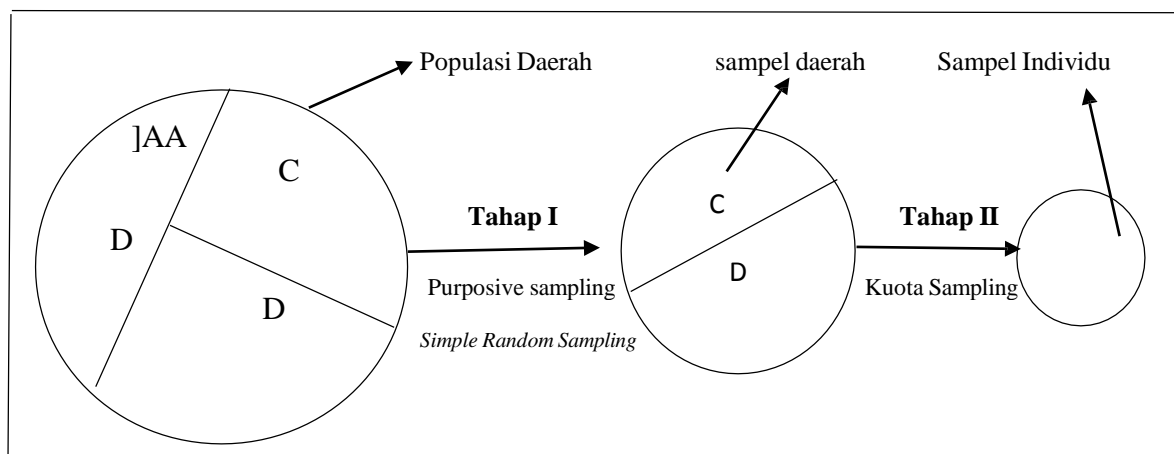 Populasi Daerah
sampel daerah
Sampel Individu
]AA
C
D
D
Tahap I
Purposive sampling
Simple Random Sampling
C
D
Tahap II
Kuota Sampling